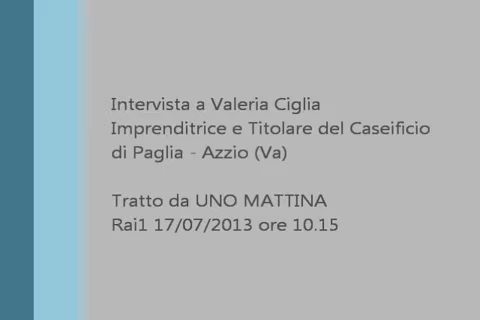 Intervista a Valeria Ciglia
Imprenditrice e Titolare del Caseificio
di Paglia - Azzio (Va)
Tratto da UNO MATTINA
Rai1 17/07/2013 ore 10.15